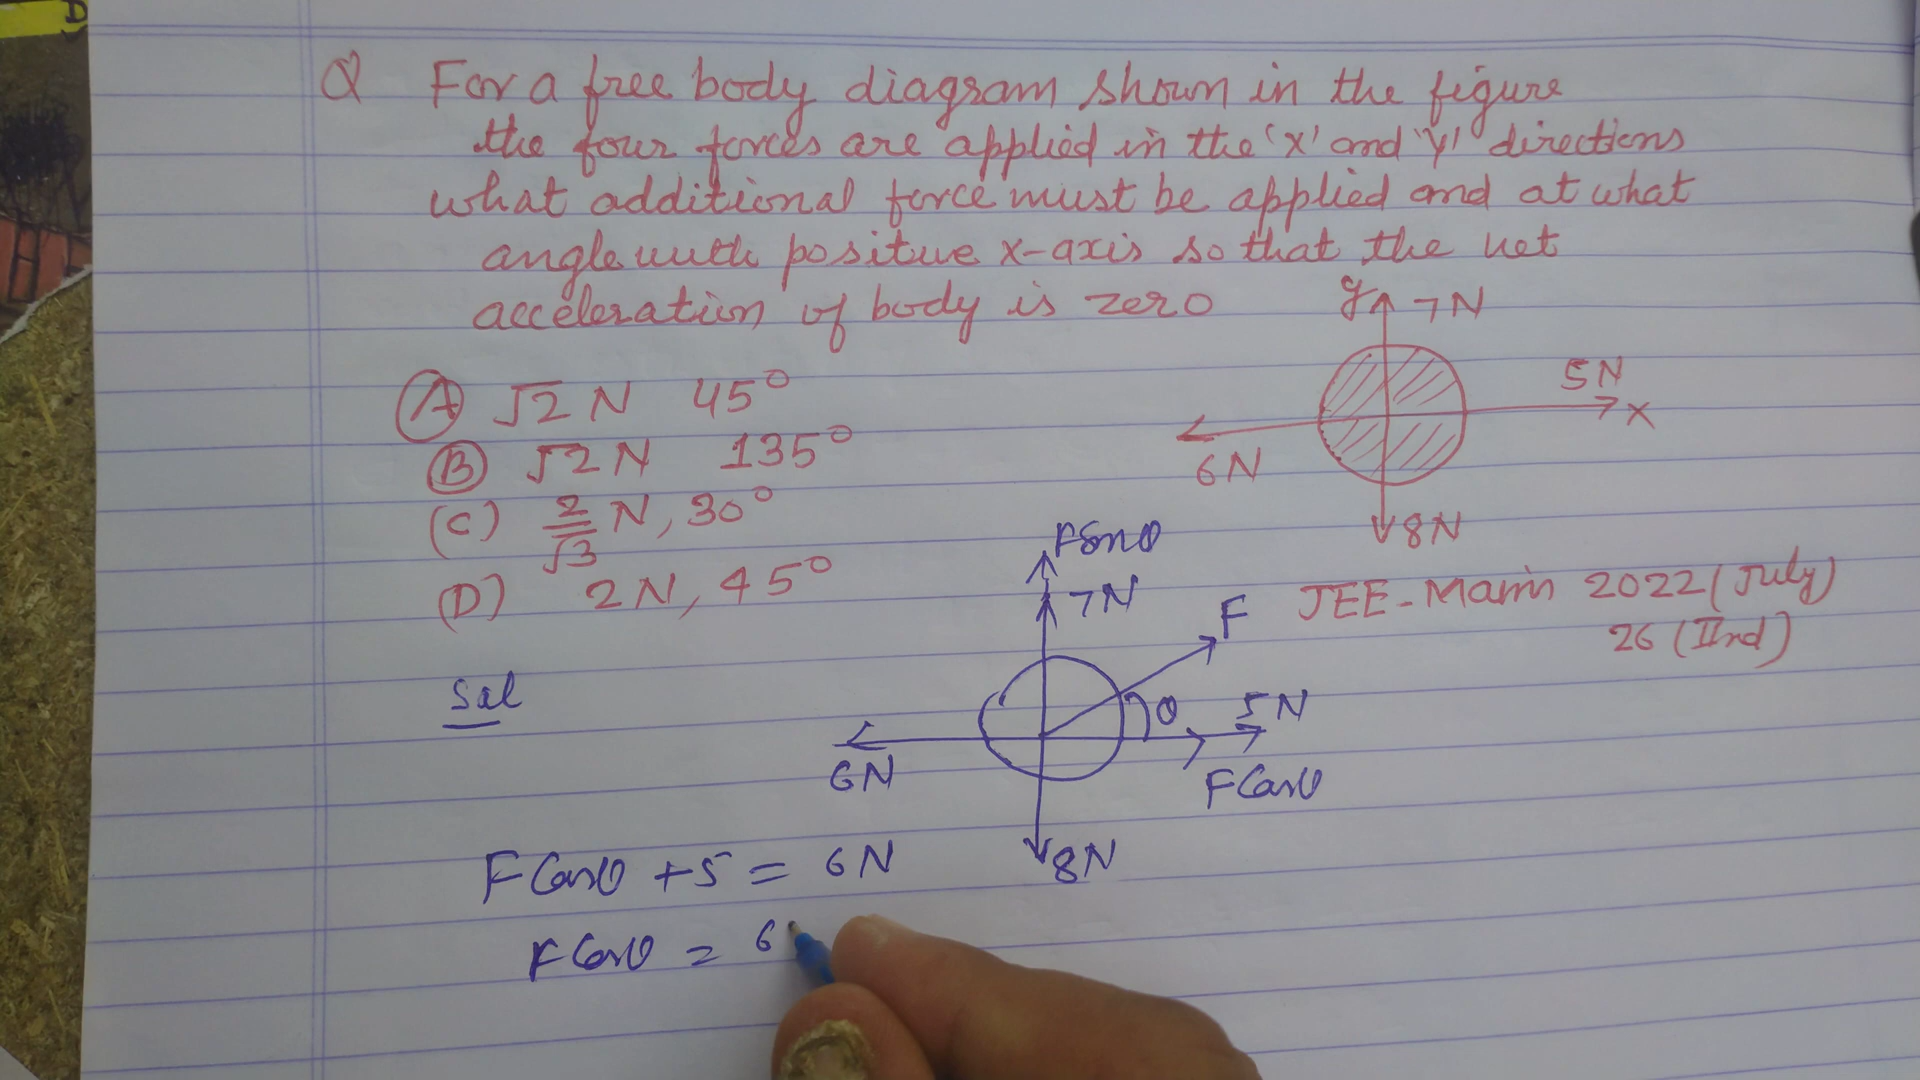 Q For a free body diagram shown in the figure
the four forces are applied in the 'x' and 'y' directions
what additional force must be applied and at what
angle with positive x-axis so that the net
acceleration of body is zero
y 7N
5N
x
6N
8N
(A) √2 N 45°
(B) √2 N 135°
(C) 2/√3 N, 30°
(D) 2N, 45°
JEE-Main 2022 (July)
26 (IInd)
Sol
F Sinθ
7N
F
θ 5N
6N
F Cosθ
8N
F Cosθ + 5 = 6N
F Cosθ = 6